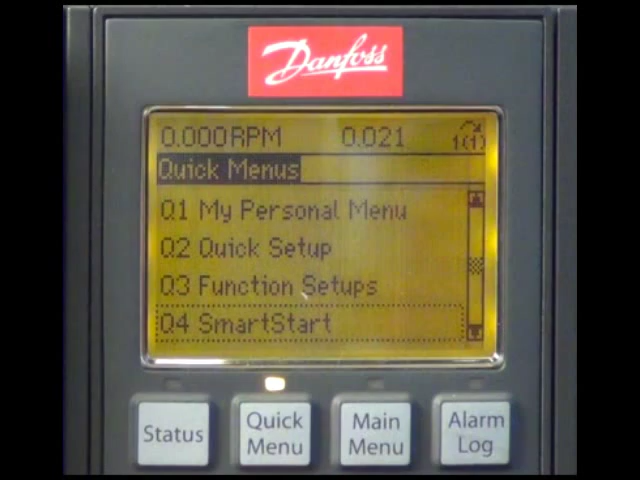 Danfoss
0.000RPM 0.021 1(1)
Quick Menus
Q1 My Personal Menu
Q2 Quick Setup
Q3 Function Setups
Q4 SmartStart
Status
Quick Menu
Main Menu
Alarm Log